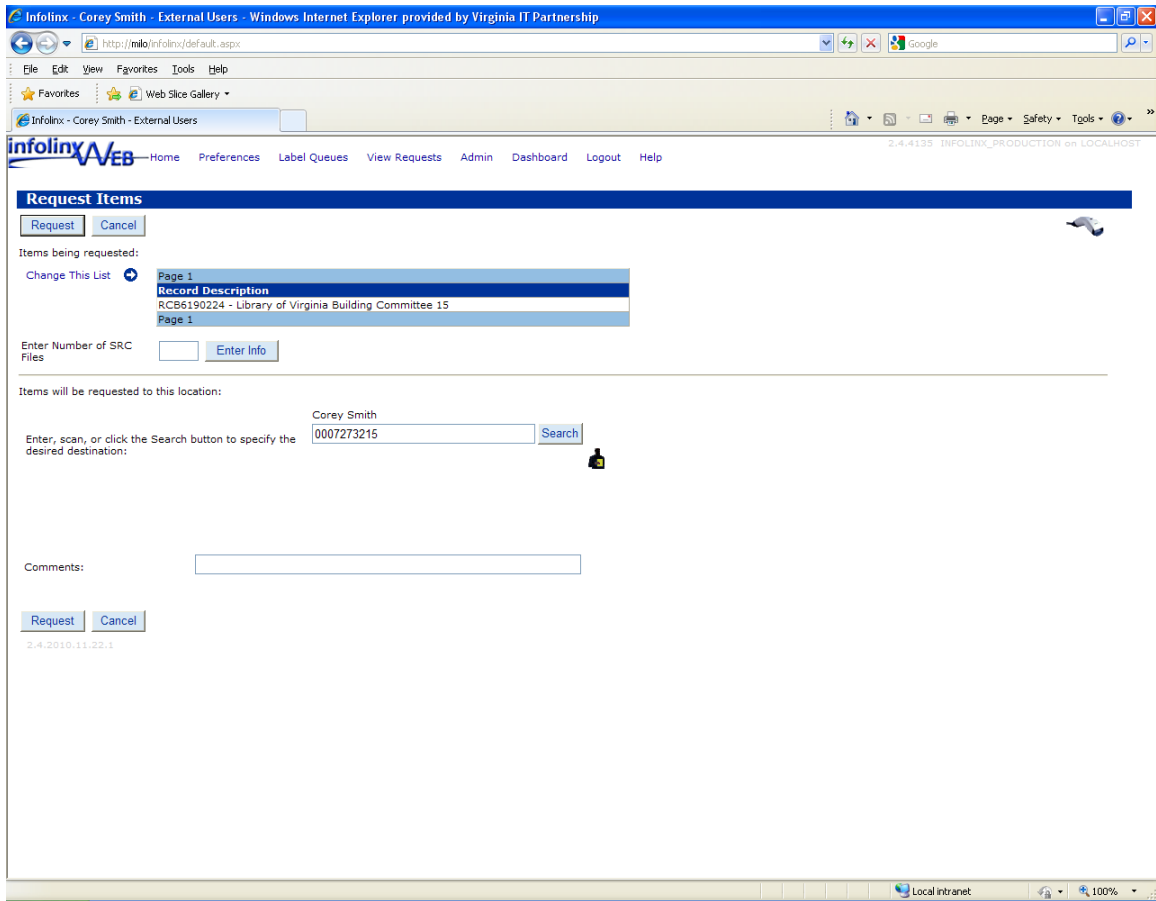 Infolinx - Corey Smith - External Users - Windows Internet Explorer provided by Virginia IT Partnership
http://milo/infolinx/default.aspx
Google
File Edit View Favorites Tools Help
Favorites Web Slice Gallery
Infolinx - Corey Smith - External Users
Page Safety Tools »
infolinx WEB Home Preferences Label Queues View Requests Admin Dashboard Logout Help
2.4.4135 INFOLINX_PRODUCTION on LOCALHOST
Request Items
Request Cancel
Items being requested:
Change This List
Page 1
Record Description
RCB6190224 - Library of Virginia Building Committee 15
Page 1
Enter Number of SRC
Files
Enter Info
Items will be requested to this location:
Corey Smith
Enter, scan, or click the Search button to specify the
desired destination:
0007273215
Search
Comments:
Request Cancel
2.4.2010.11.22.1
Local intranet
100%